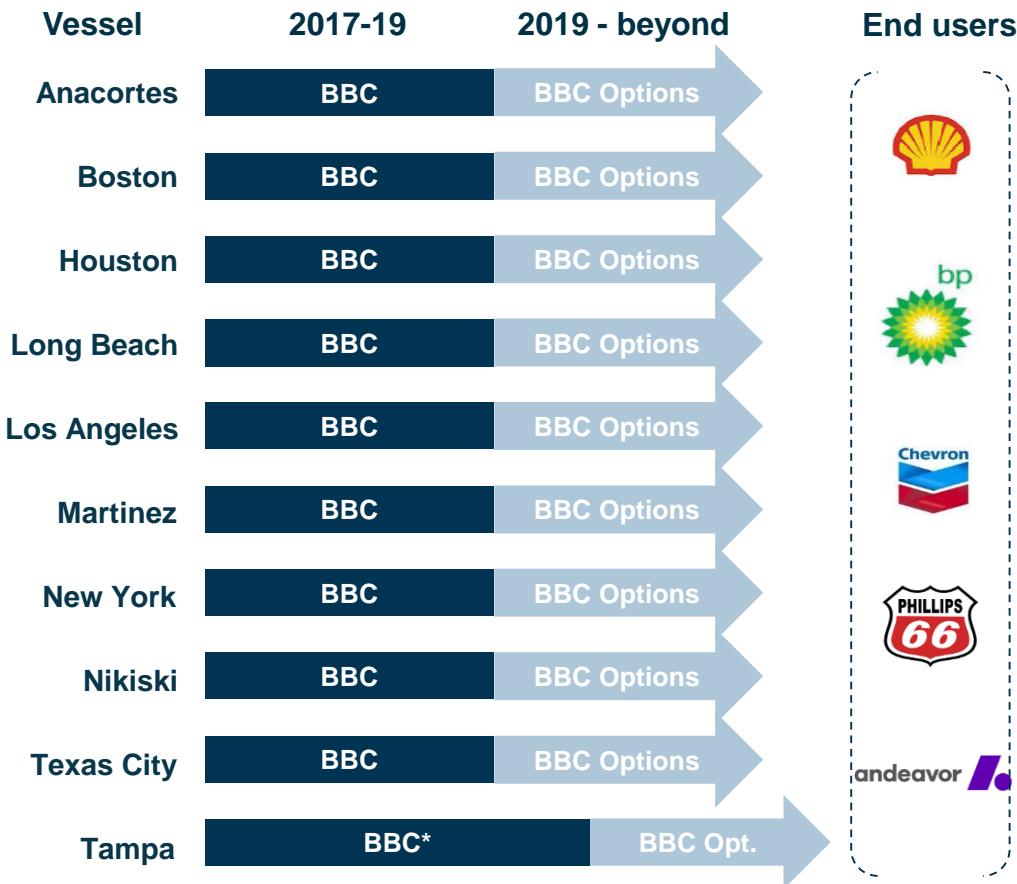 Vessel 2017-19 2019 - beyond End users
Anacortes BBC BBC Options
Boston BBC BBC Options
Houston BBC BBC Options
bp
Long Beach BBC BBC Options
Los Angeles BBC BBC Options
Chevron
Martinez BBC BBC Options
New York BBC BBC Options
PHILLIPS
66
Nikiski BBC BBC Options
Texas City BBC BBC Options
andeavor
Tampa BBC* BBC Opt.